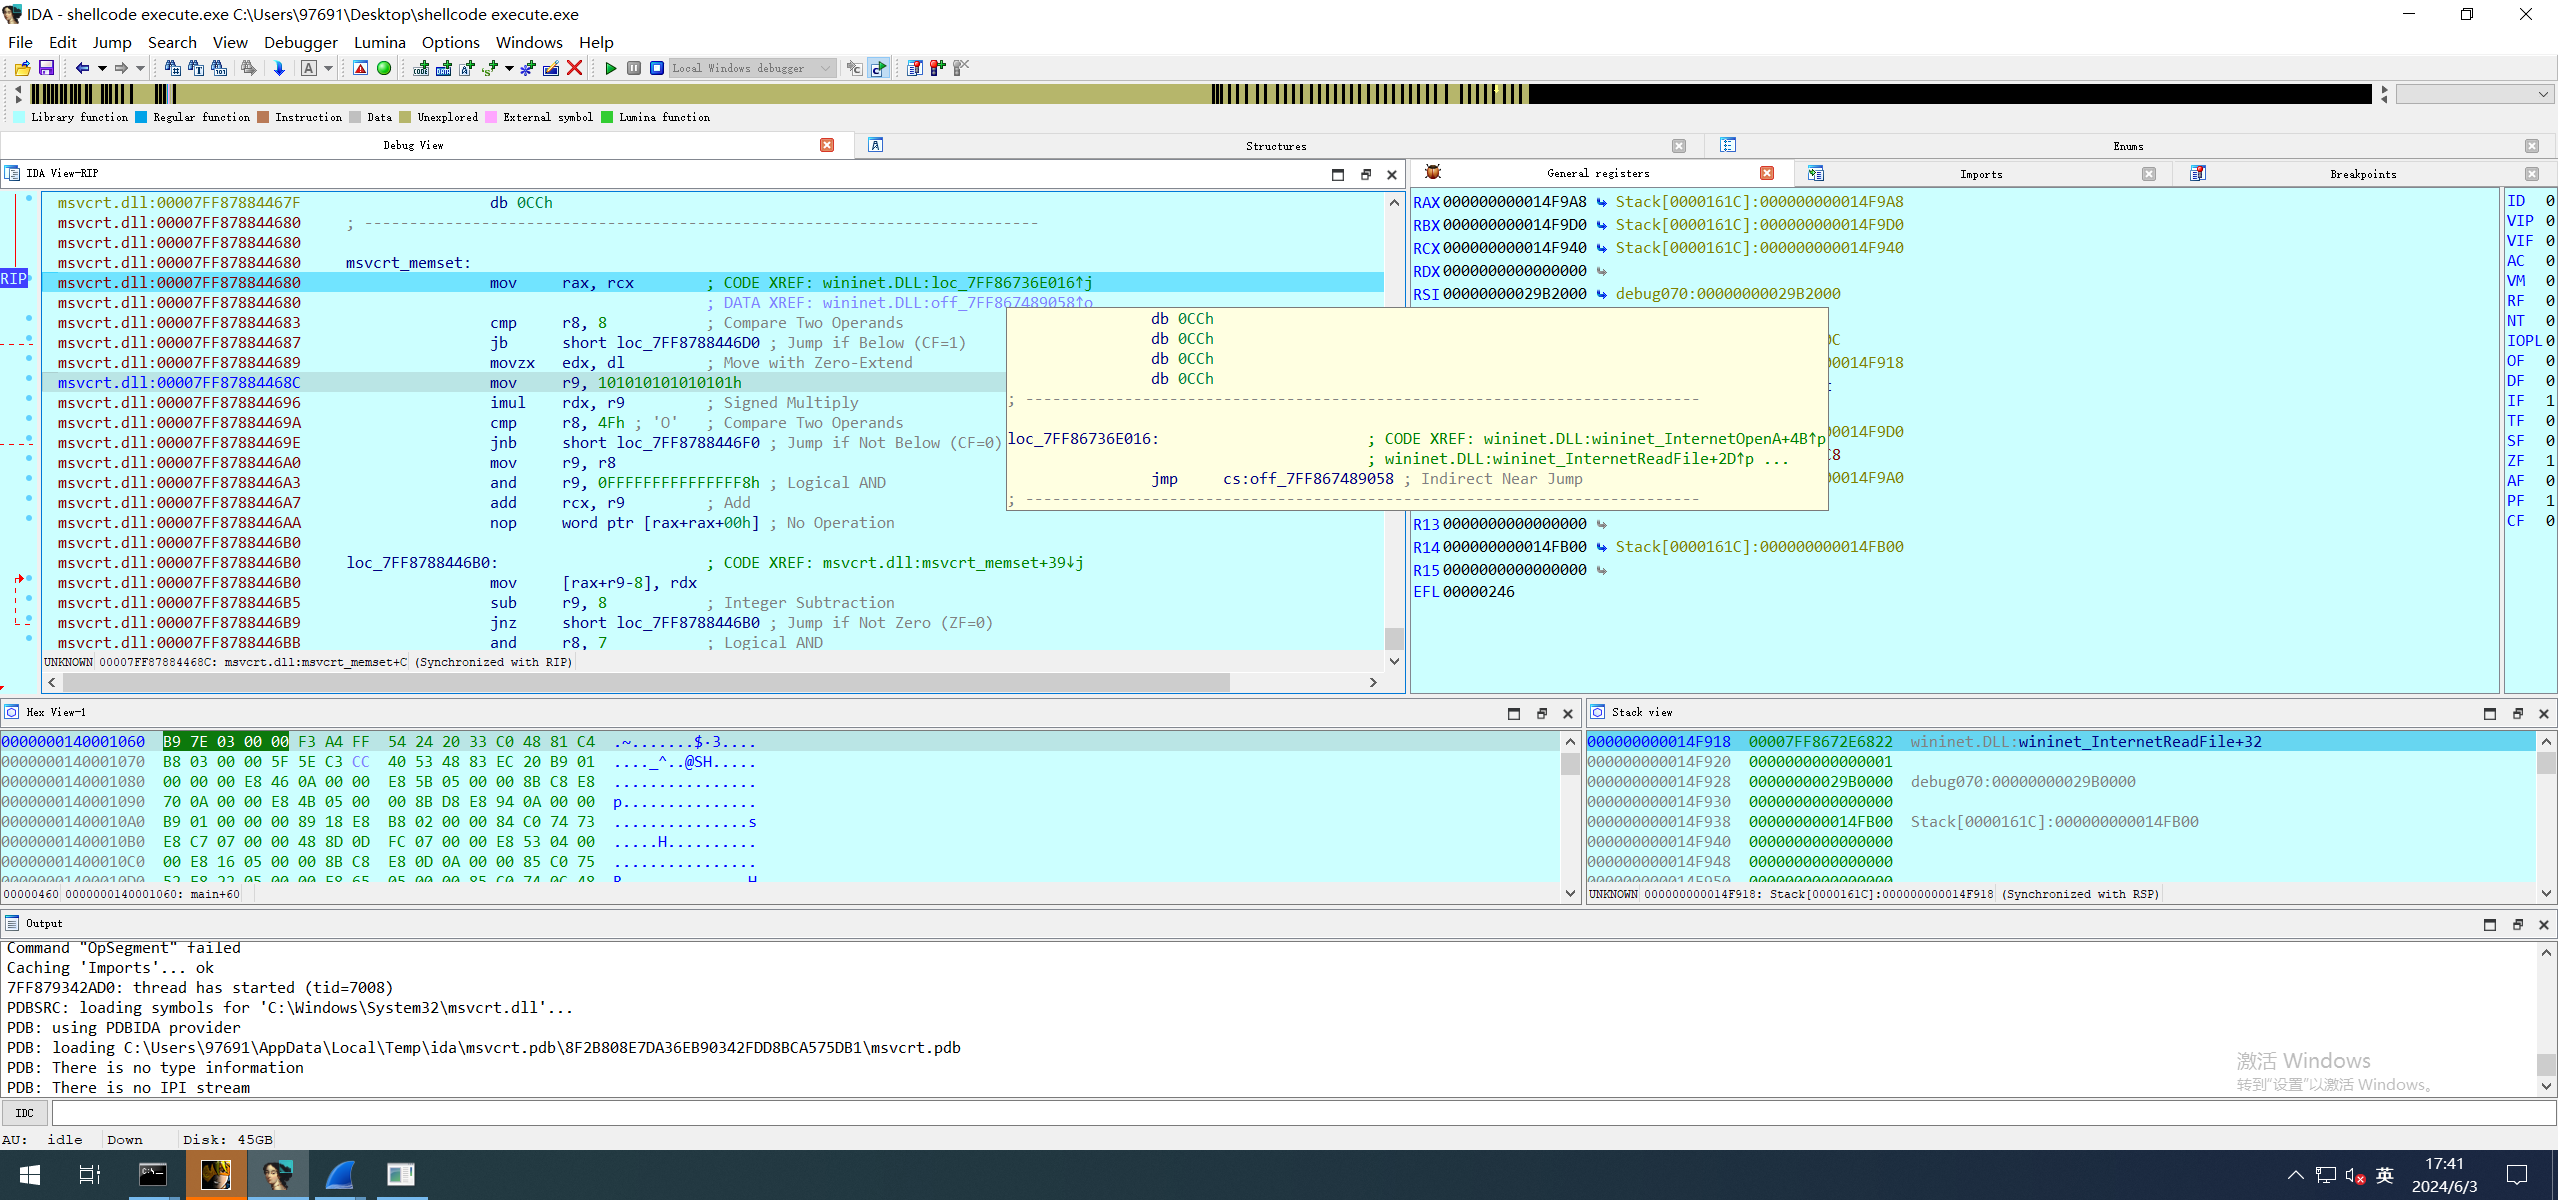 IDA - shellcode execute.exe C:\Users\97691\Desktop\shellcode execute.exe
File Edit Jump Search View Debugger Lumina Options Windows Help
Local Windows debugger
Library function Regular function Instruction Data Unexplored External symbol Lumina function
Debug View Structures Enums
IDA View-RIP
General registers Imports Breakpoints
msvcrt.dll:00007FF87884467F db 0CCh
msvcrt.dll:00007FF878844680 ; ---------------------------------------------------------------------------
msvcrt.dll:00007FF878844680
msvcrt.dll:00007FF878844680 msvcrt_memset:
RIP
msvcrt.dll:00007FF878844680 mov rax, rcx ; CODE XREF: wininet.DLL:loc_7FF86736E016↑j
msvcrt.dll:00007FF878844680 ; DATA XREF: wininet.DLL:off_7FF867489058↑o
msvcrt.dll:00007FF878844683 cmp r8, 8 ; Compare Two Operands
msvcrt.dll:00007FF878844687 jb short loc_7FF8788446D0 ; Jump if Below (CF=1)
msvcrt.dll:00007FF878844689 movzx edx, dl ; Move with Zero-Extend
msvcrt.dll:00007FF87884468C mov r9, 101010101010101h
msvcrt.dll:00007FF878844696 imul rdx, r9 ; Signed Multiply
msvcrt.dll:00007FF87884469A cmp r8, 4Fh ; 'O' ; Compare Two Operands
msvcrt.dll:00007FF87884469E jnb short loc_7FF8788446F0 ; Jump if Not Below (CF=0)
msvcrt.dll:00007FF8788446A0 mov r9, r8
msvcrt.dll:00007FF8788446A3 and r9, 0FFFFFFFFFFFFFFF8h ; Logical AND
msvcrt.dll:00007FF8788446A7 add rcx, r9 ; Add
msvcrt.dll:00007FF8788446AA nop word ptr [rax+rax+00h] ; No Operation
msvcrt.dll:00007FF8788446B0
msvcrt.dll:00007FF8788446B0 loc_7FF8788446B0: ; CODE XREF: msvcrt.dll:msvcrt_memset+39↓j
msvcrt.dll:00007FF8788446B0 mov [rax+r9-8], rdx
msvcrt.dll:00007FF8788446B5 sub r9, 8 ; Integer Subtraction
msvcrt.dll:00007FF8788446B9 jnz short loc_7FF8788446B0 ; Jump if Not Zero (ZF=0)
msvcrt.dll:00007FF8788446BB and r8, 7 ; Logical AND
UNKNOWN 00007FF87884468C: msvcrt.dll:msvcrt_memset+C (Synchronized with RIP)
db 0CCh
db 0CCh
db 0CCh
db 0CCh
; ---------------------------------------------------------------------------
loc_7FF86736E016: ; CODE XREF: wininet.DLL:wininet_InternetOpenA+4B↑p
; wininet.DLL:wininet_InternetReadFile+2D↑p ...
jmp cs:off_7FF867489058 ; Indirect Near Jump
; ---------------------------------------------------------------------------
RAX 000000000014F9A8 Stack[0000161C]:000000000014F9A8
RBX 000000000014F9D0 Stack[0000161C]:000000000014F9D0
RCX 000000000014F940 Stack[0000161C]:000000000014F940
RDX 0000000000000000
RSI 00000000029B2000 debug070:00000000029B2000
0C
00014F918
00014F9D0
C8
00014F9A0
R13 0000000000000000
R14 000000000014FB00 Stack[0000161C]:000000000014FB00
R15 0000000000000000
EFL 00000246
ID 0
VIP 0
VIF 0
AC 0
VM 0
RF 0
NT 0
IOPL 0
OF 0
DF 0
IF 1
TF 0
SF 0
ZF 1
AF 0
PF 1
CF 0
Hex View-1
0000000140001060 B9 7E 03 00 00 F3 A4 FF 54 24 20 33 C0 48 81 C4 .~.......$·3....
0000000140001070 B8 03 00 00 5F 5E C3 CC 40 53 48 83 EC 20 B9 01 ...._^..@SH.....
0000000140001080 00 00 00 E8 46 0A 00 00 E8 5B 05 00 00 8B C8 E8 ................
0000000140001090 70 0A 00 00 E8 4B 05 00 00 8B D8 E8 94 0A 00 00 p...............
00000001400010A0 B9 01 00 00 00 89 18 E8 B8 02 00 00 84 C0 74 73 ...............s
00000001400010B0 E8 C7 07 00 00 48 8D 0D FC 07 00 00 E8 53 04 00 .....H..........
00000001400010C0 00 E8 16 05 00 00 8B C8 E8 0D 0A 00 00 85 C0 75 ................
00000001400010D0 52 E8 22 05 00 00 E8 65 05 00 00 85 C0 74 0C 48 R..............H
00000460 0000000140001060: main+60
Stack view
000000000014F918 00007FF8672E6822 wininet.DLL:wininet_InternetReadFile+32
000000000014F920 0000000000000001
000000000014F928 00000000029B0000 debug070:00000000029B0000
000000000014F930 0000000000000000
000000000014F938 000000000014FB00 Stack[0000161C]:000000000014FB00
000000000014F940 0000000000000000
000000000014F948 0000000000000000
000000000014F950 0000000000000000
UNKNOWN 000000000014F918: Stack[0000161C]:000000000014F918 (Synchronized with RSP)
Output
Command "OpSegment" failed
Caching 'Imports'... ok
7FF879342AD0: thread has started (tid=7008)
PDBSRC: loading symbols for 'C:\Windows\System32\msvcrt.dll'...
PDB: using PDBIDA provider
PDB: loading C:\Users\97691\AppData\Local\Temp\ida\msvcrt.pdb\8F2B808E7DA36EB90342FDD8BCA575DB1\msvcrt.pdb
PDB: There is no type information
PDB: There is no IPI stream
激活 Windows
转到"设置"以激活 Windows。
IDC
AU: idle Down Disk: 45GB
英
17:41
2024/6/3